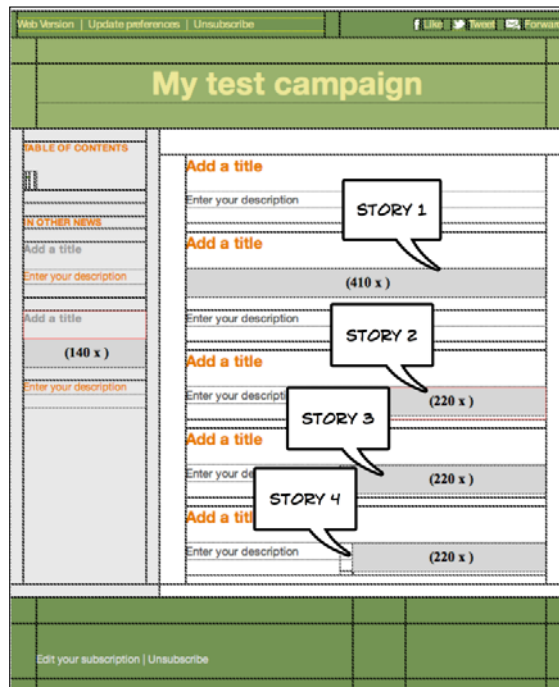 Web Version | Update preferences | Unsubscribe
Like Tweet Forward
My test campaign
TABLE OF CONTENTS
IN OTHER NEWS
Add a title
Enter your description
Add a title
(140 x )
Enter your description
Add a title
Enter your description
STORY 1
Add a title
(410 x )
Enter your description
STORY 2
Add a title
Enter your descripti
(220 x )
STORY 3
Add a title
Enter your de
(220 x )
STORY 4
Add a titl
Enter your description
(220 x )
Edit your subscription | Unsubscribe